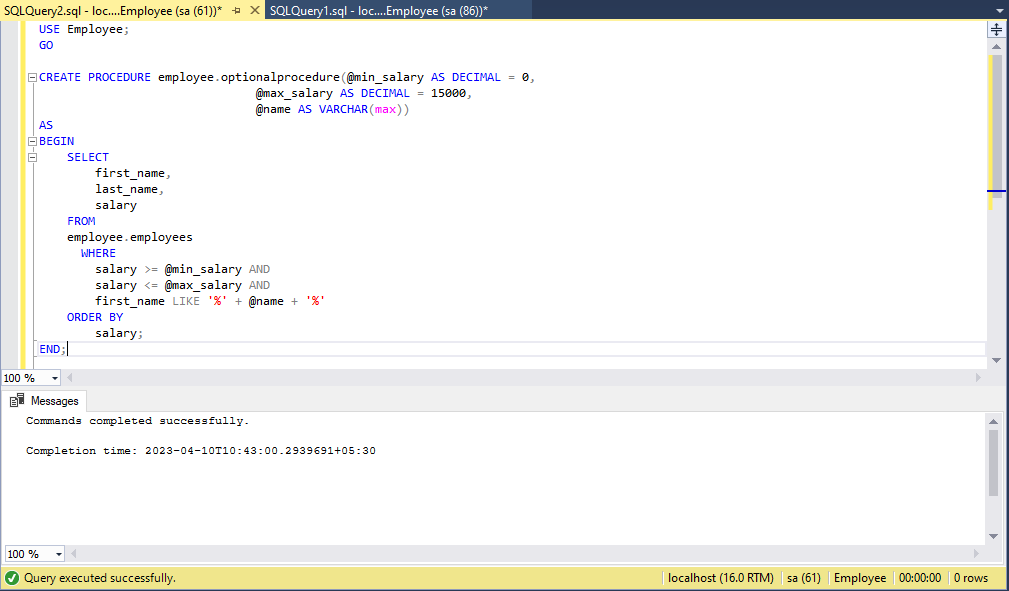 SQLQuery2.sql - loc....Employee (sa (61))* SQLQuery1.sql - loc....Employee (sa (86))*
USE Employee;
GO
CREATE PROCEDURE employee.optionalprocedure(@min_salary AS DECIMAL = 0,
@max_salary AS DECIMAL = 15000,
@name AS VARCHAR(max))
AS
BEGIN
SELECT
first_name,
last_name,
salary
FROM
employee.employees
WHERE
salary >= @min_salary AND
salary <= @max_salary AND
first_name LIKE '%' + @name + '%'
ORDER BY
salary;
END;
100 %
Messages
Commands completed successfully.
Completion time: 2023-04-10T10:43:00.2939691+05:30
100 %
Query executed successfully. localhost (16.0 RTM) sa (61) Employee 00:00:00 0 rows